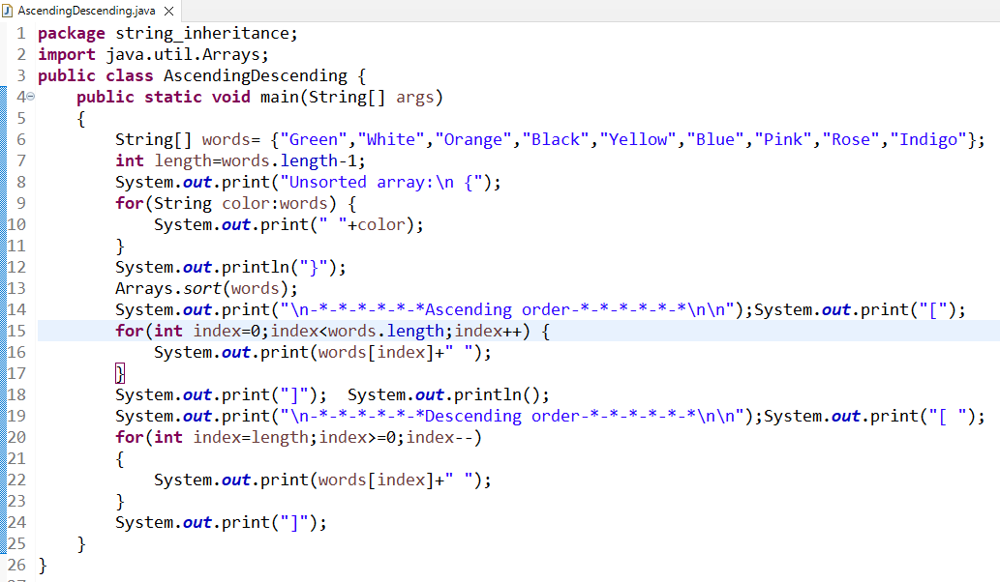 AscendingDescending.java
1 package string_inheritance;
2 import java.util.Arrays;
3 public class AscendingDescending {
4     public static void main(String[] args)
5     {
6         String[] words= {"Green","White","Orange","Black","Yellow","Blue","Pink","Rose","Indigo"};
7         int length=words.length-1;
8         System.out.print("Unsorted array:\n {");
9         for(String color:words) {
10             System.out.print(" "+color);
11         }
12         System.out.println("}");
13         Arrays.sort(words);
14         System.out.print("\n-*-*-*-*-*-*Ascending order-*-*-*-*-*-*\n\n");System.out.print("[");
15         for(int index=0;index<words.length;index++) {
16             System.out.print(words[index]+" ");
17         }
18         System.out.print("]");  System.out.println();
19         System.out.print("\n-*-*-*-*-*-*Descending order-*-*-*-*-*-*\n\n");System.out.print("[ ");
20         for(int index=length;index>=0;index--)
21         {
22             System.out.print(words[index]+" ");
23         }
24         System.out.print("]");
25     }
26 }